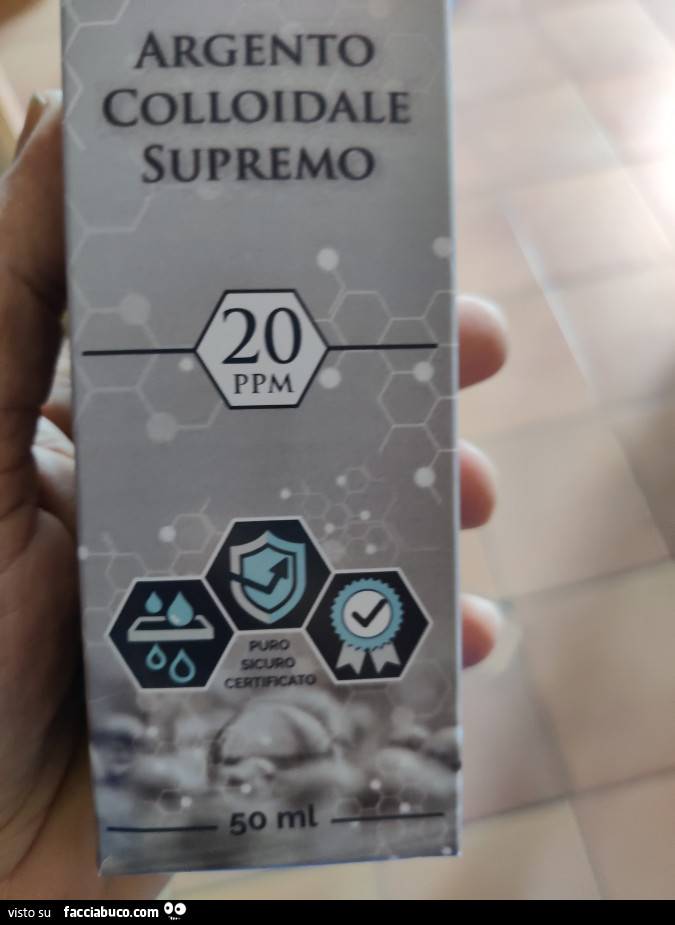 ARGENTO
COLLOIDALE
SUPREMO
20
PPM
PURO
SICURO
CERTIFICATO
50 ml
visto su facciabuco.com